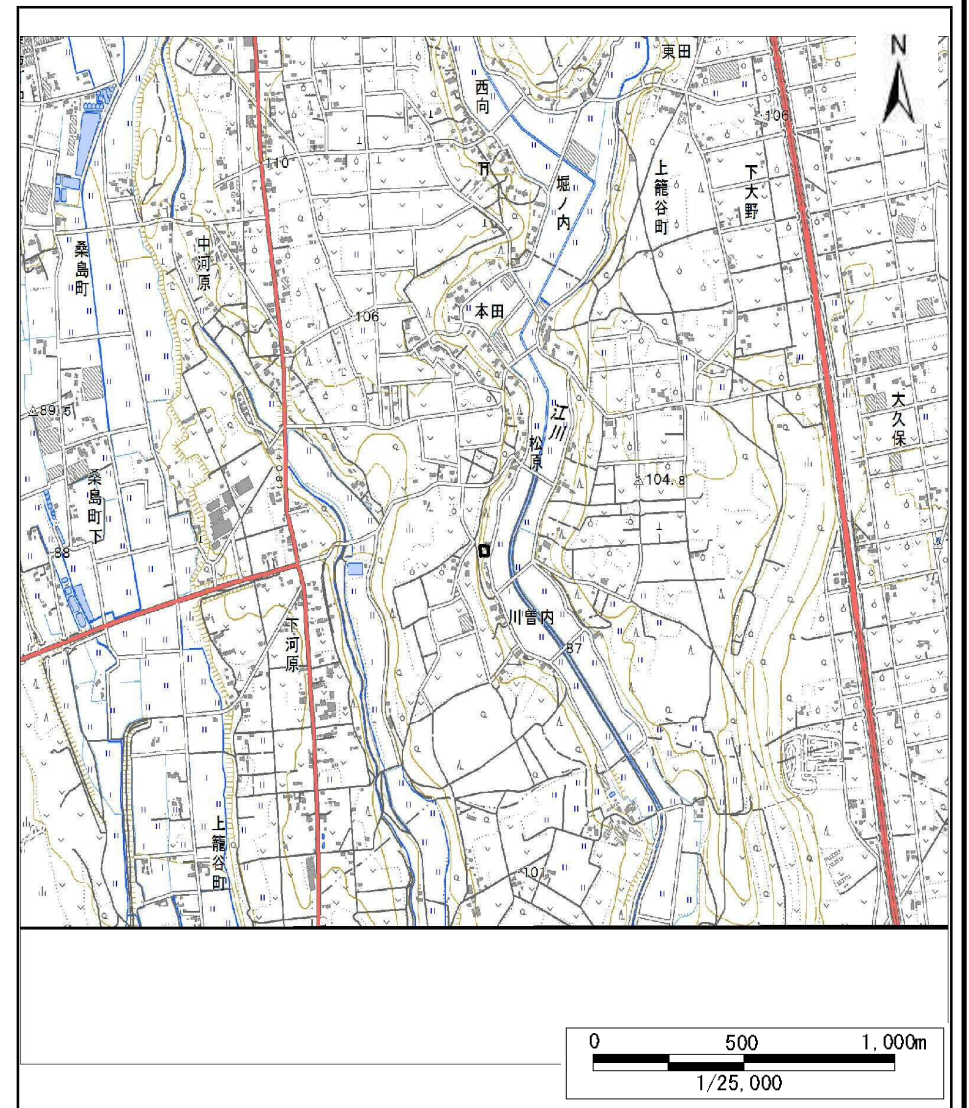 N
東田
西向
106
110
上籠谷町
下大野
堀ノ内
桑島町
中河原
本田
106
大久保
89.5
江川
松原
104.8
桑島町下
88
川曽内
下河原
87
上籠谷町
101
0 500 1,000m
1/25,000